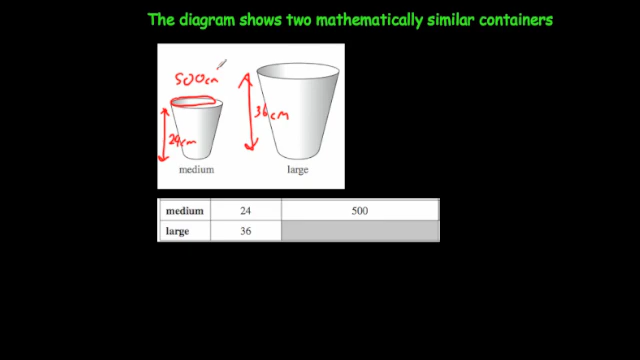 The diagram shows two mathematically similar containers
500cm
24cm
36cm
medium large
medium 24 500
large 36